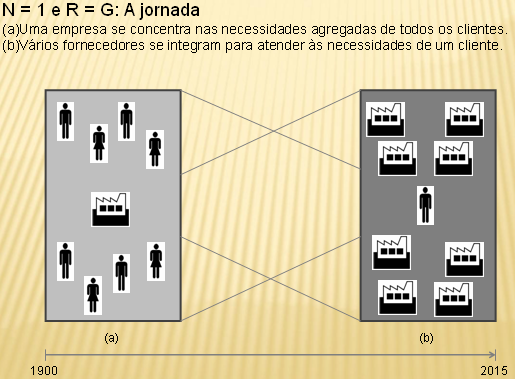 N = 1 e R = G: A jornada
(a)Uma empresa se concentra nas necessidades agregadas de todos os clientes.
(b)Vários fornecedores se integram para atender às necessidades de um cliente.
(a)
(b)
1900
2015